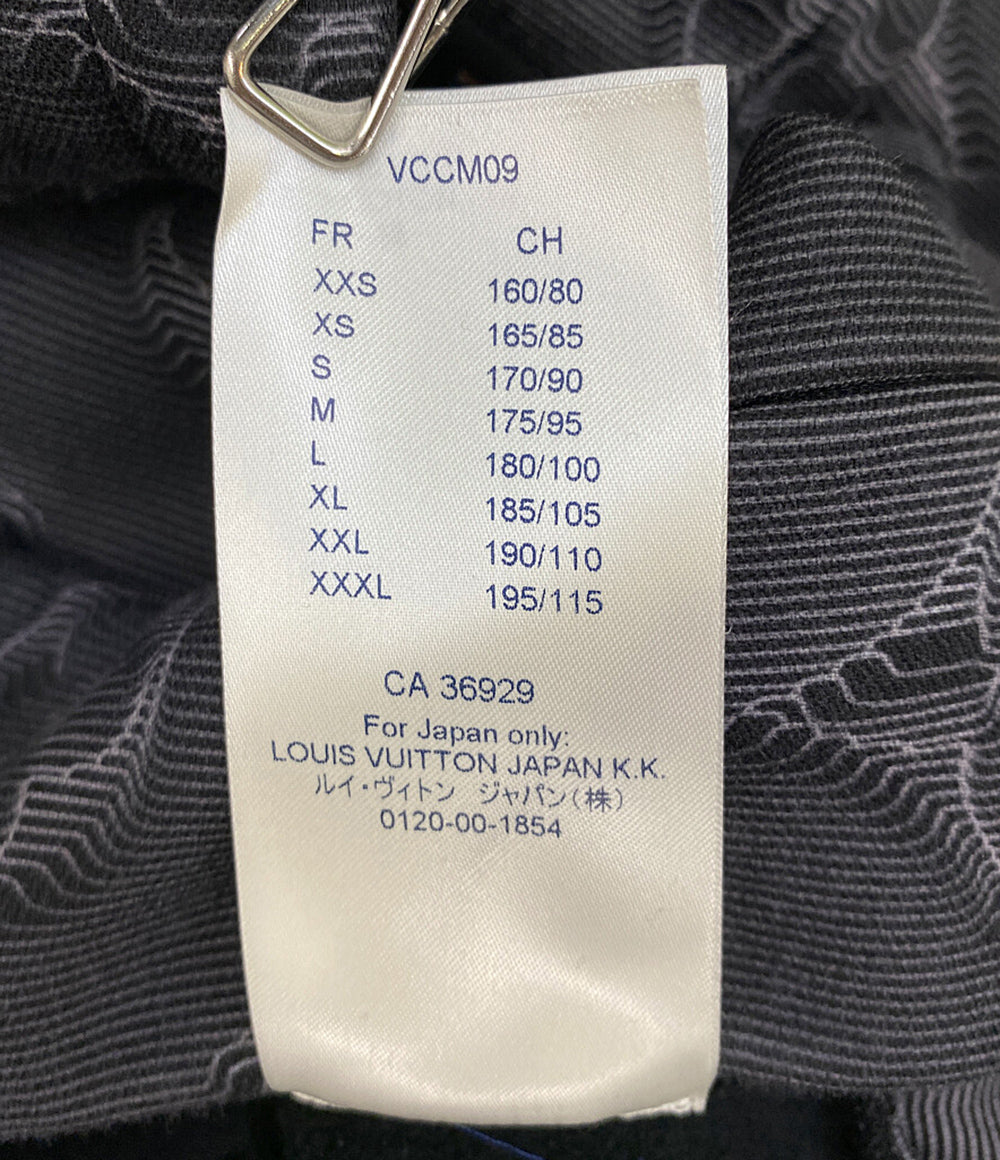 VCCM09
FR CH
XXS 160/80
XS 165/85
S 170/90
M 175/95
L 180/100
XL 185/105
XXL 190/110
XXXL 195/115
CA 36929
For Japan only:
LOUIS VUITTON JAPAN K.K.
ルイ・ヴィトン ジャパン(株)
0120-00-1854